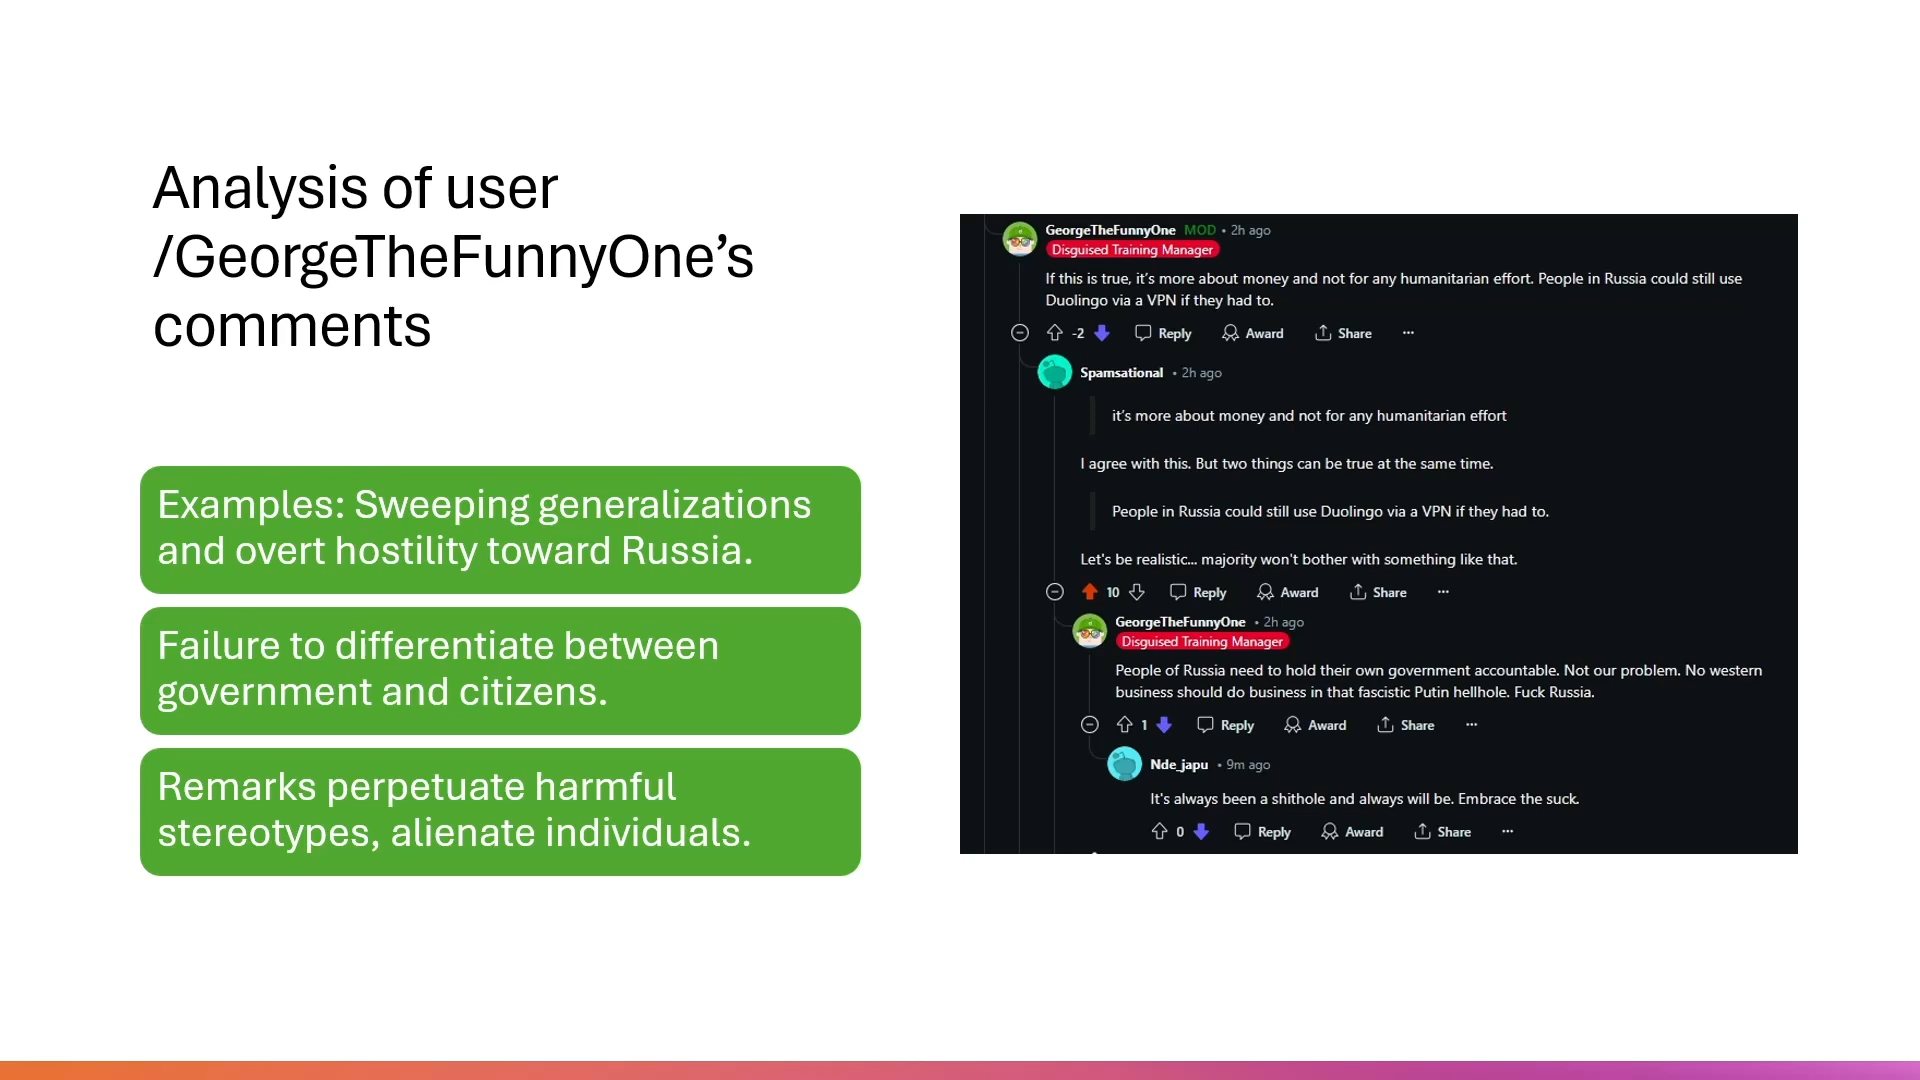 Analysis of user
/GeorgeTheFunnyOne’s
comments
Examples: Sweeping generalizations
and overt hostility toward Russia.
Failure to differentiate between
government and citizens.
Remarks perpetuate harmful
stereotypes, alienate individuals.
GeorgeTheFunnyOne MOD • 2h ago
Disguised Training Manager
If this is true, it’s more about money and not for any humanitarian effort. People in Russia could still use
Duolingo via a VPN if they had to.
-2 Reply Award Share ...
Spamsational • 2h ago
it’s more about money and not for any humanitarian effort
I agree with this. But two things can be true at the same time.
People in Russia could still use Duolingo via a VPN if they had to.
Let's be realistic... majority won't bother with something like that.
10 Reply Award Share ...
GeorgeTheFunnyOne • 2h ago
Disguised Training Manager
People of Russia need to hold their own government accountable. Not our problem. No western
business should do business in that fascistic Putin hellhole. Fuck Russia.
1 Reply Award Share ...
Nde_japu • 9m ago
It's always been a shithole and always will be. Embrace the suck.
0 Reply Award Share ...